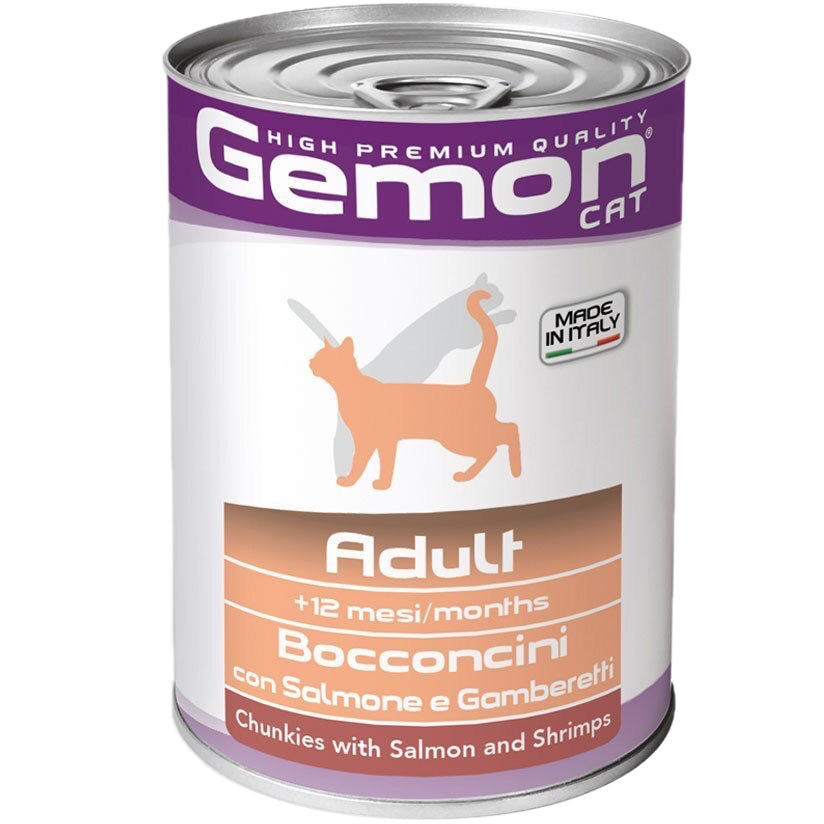 HIGH PREMIUM QUALITY
Gemon®
CAT
MADE
IN ITALY
Adult
+12 mesi/months
Bocconcini
con Salmone e Gamberetti
Chunkies with Salmon and Shrimps